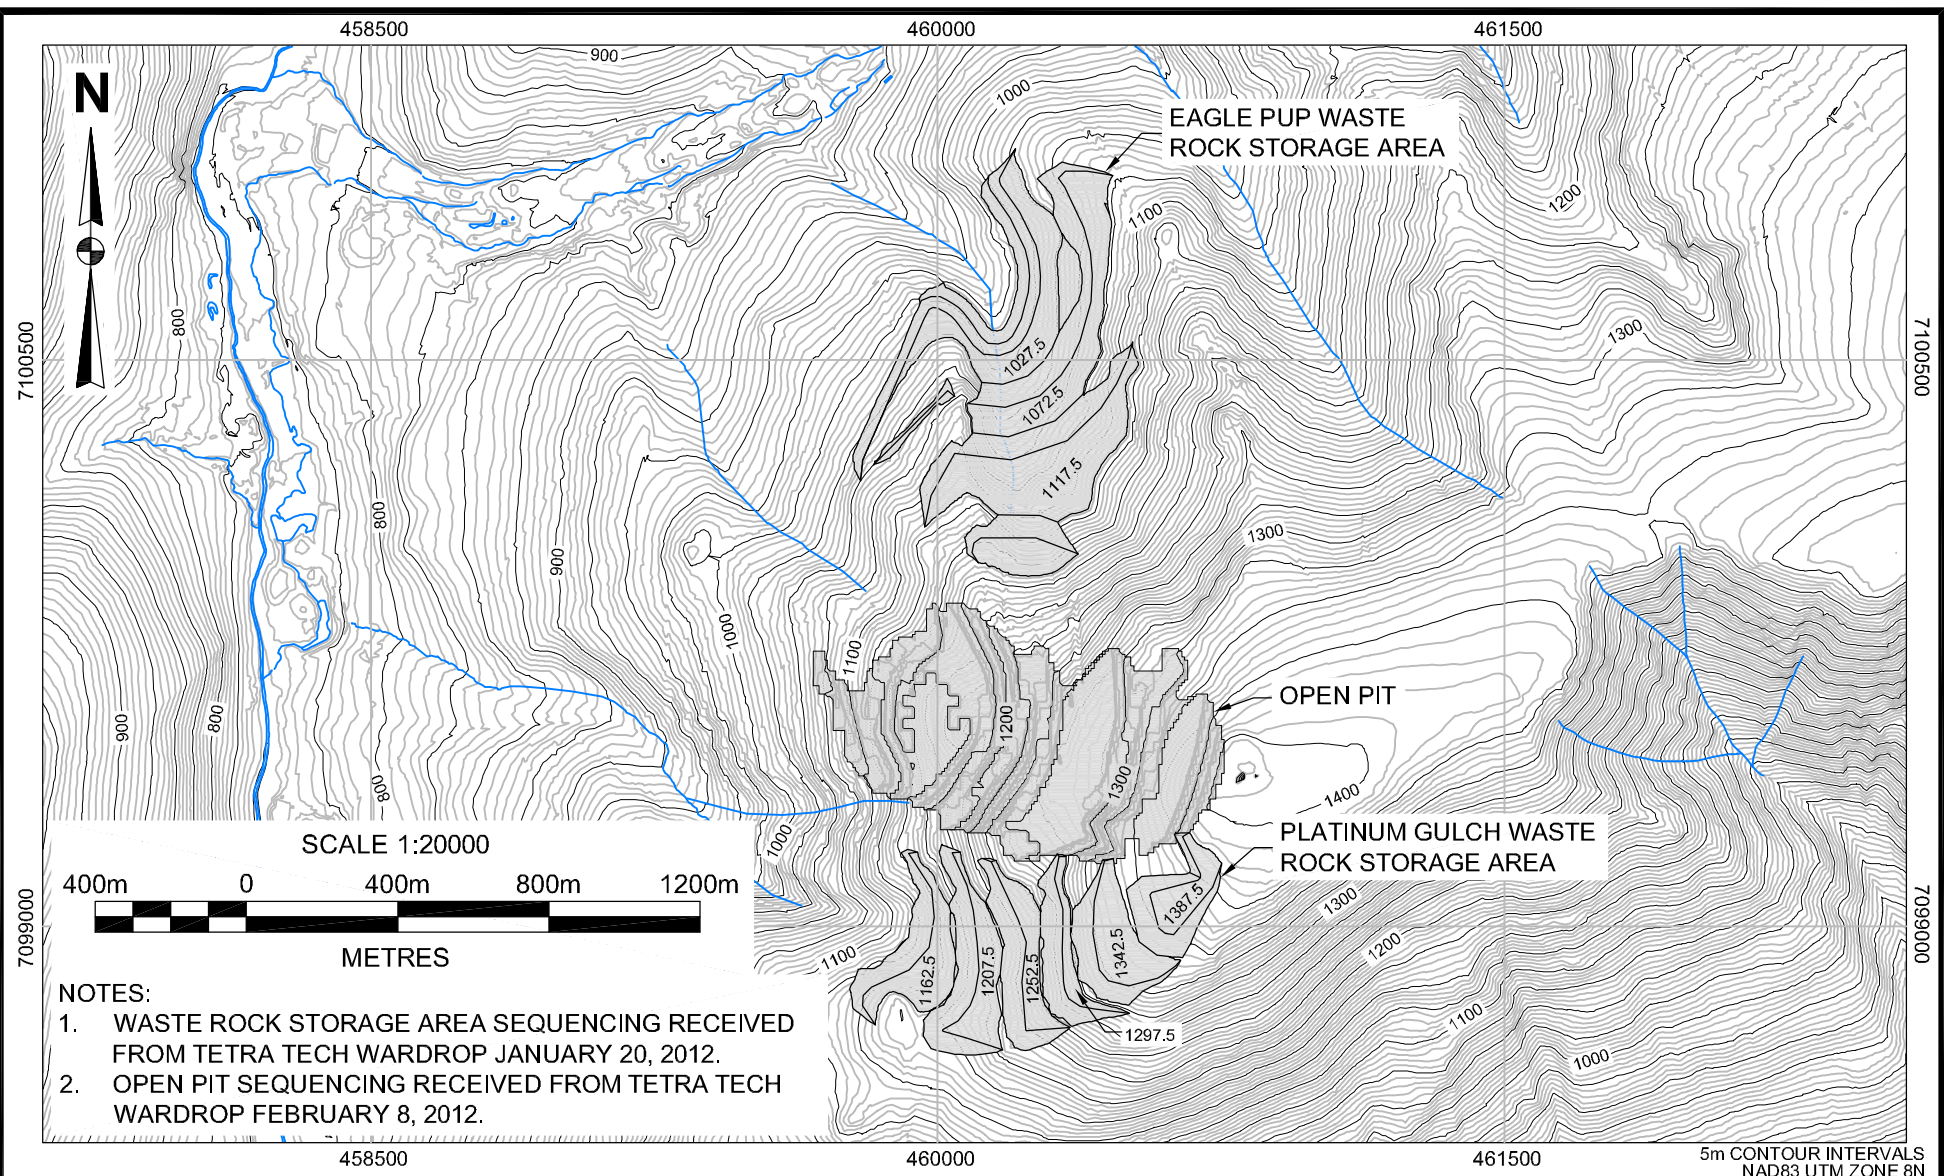 458500 460000 461500
N
900
1000
EAGLE PUP WASTE
ROCK STORAGE AREA
1200
1100
800
1300
7100500
7100500
1027.5
1072.5
1117.5
800
1300
900
1000
1100
900
800
1200
OPEN PIT
1300
1400
800
1000
PLATINUM GULCH WASTE
ROCK STORAGE AREA
SCALE 1:20000
400m 0 400m 800m 1200m
METRES
1387.5
1300
7099000
7099000
1342.5
1200
1100
1162.5
1207.5
1252.5
1297.5
1100
1000
NOTES:
1. WASTE ROCK STORAGE AREA SEQUENCING RECEIVED
FROM TETRA TECH WARDROP JANUARY 20, 2012.
2. OPEN PIT SEQUENCING RECEIVED FROM TETRA TECH
WARDROP FEBRUARY 8, 2012.
458500 460000 461500
5m CONTOUR INTERVALS
NAD83 UTM ZONE 8N